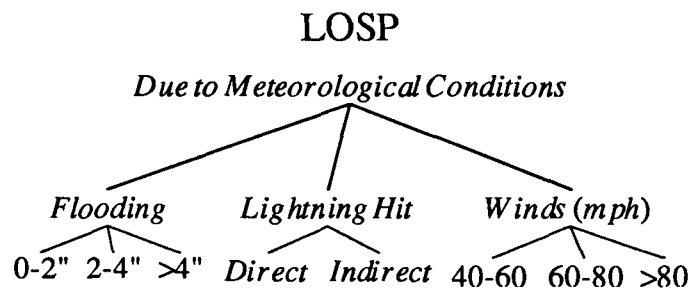 LOSP
Due to Meteorological Conditions
Flooding Lightning Hit Winds (mph)
0-2" 2-4" >4" Direct Indirect 40-60 60-80 >80